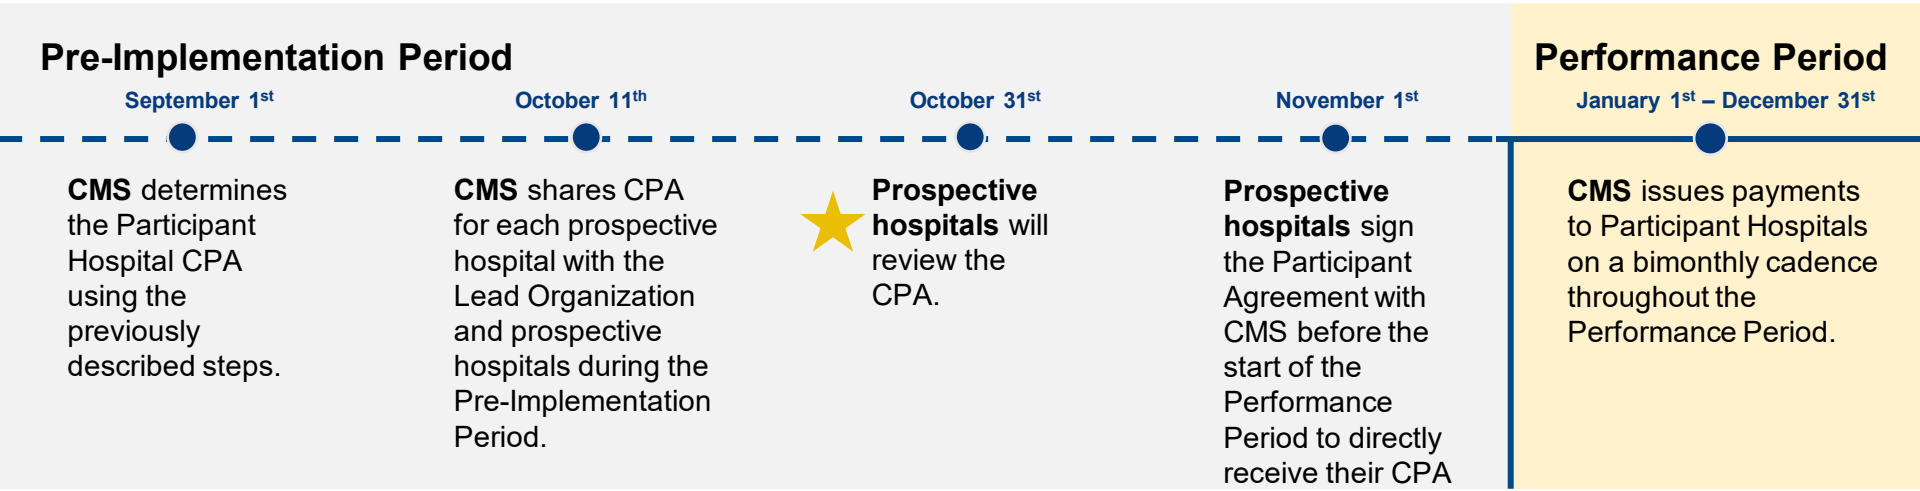 Pre-Implementation Period
Performance Period
September 1st
October 11th
October 31st
November 1st
January 1st – December 31st
CMS determines
the Participant
Hospital CPA
using the
previously
described steps.
CMS shares CPA
for each prospective
hospital with the
Lead Organization
and prospective
hospitals during the
Pre-Implementation
Period.
Prospective
hospitals will
review the
CPA.
Prospective
hospitals sign
the Participant
Agreement with
CMS before the
start of the
Performance
Period to directly
receive their CPA
CMS issues payments
to Participant Hospitals
on a bimonthly cadence
throughout the
Performance Period.